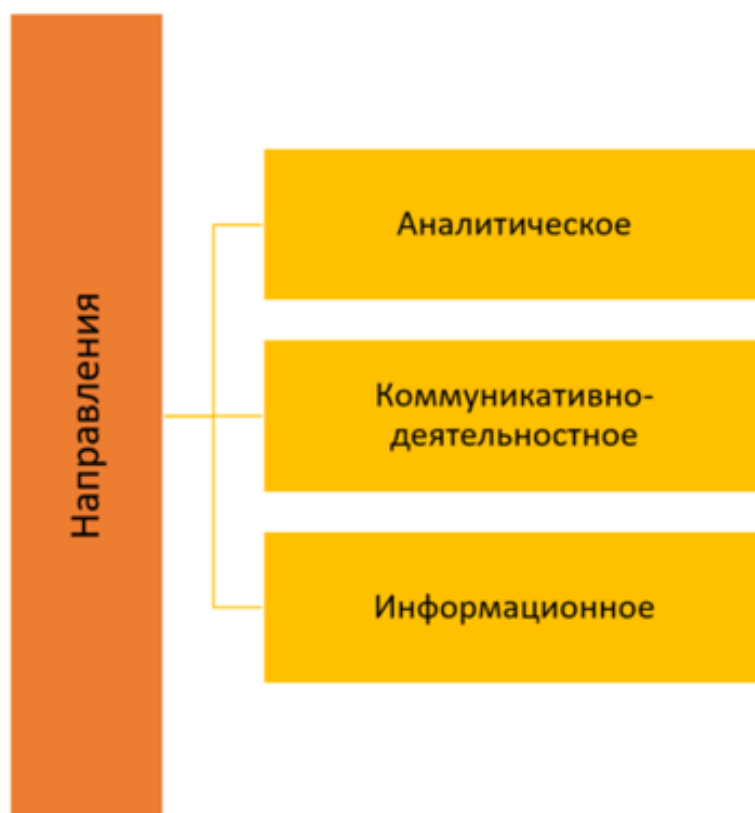 Направления
Аналитическое
Коммуникативно-
деятельностное
Информационное